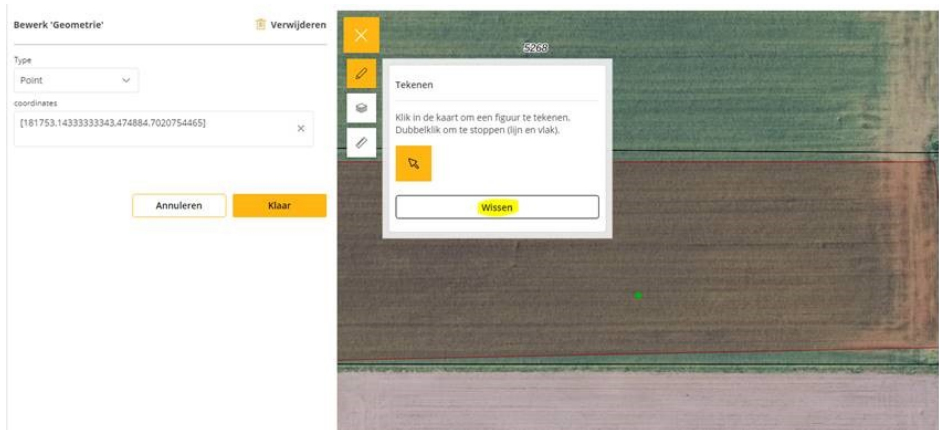 Bewerk 'Geometrie'
Verwijderen
Type
Point
coordinates
[181753.14333333343,474884.7020754465]
Annuleren
Klaar
5268
Tekenen
Klik in de kaart om een figuur te tekenen.
Dubbelklik om te stoppen (lijn en vlak).
Wissen